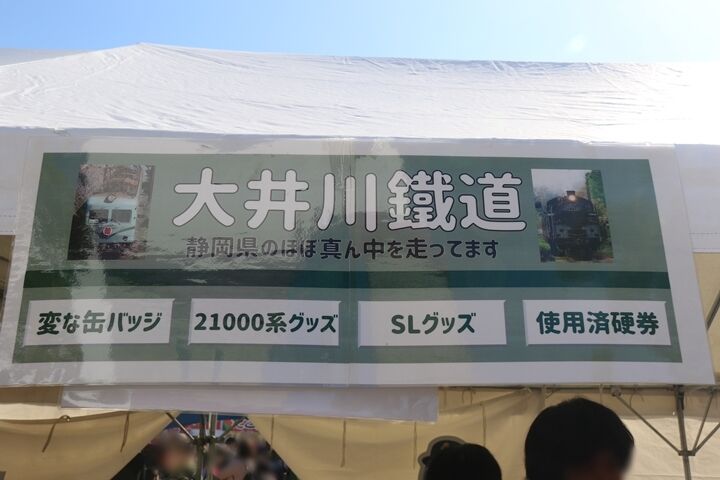 大井川鐵道
静岡県のほぼ真ん中を走ってます
変な缶バッジ
21000系グッズ
SLグッズ
使用済硬券